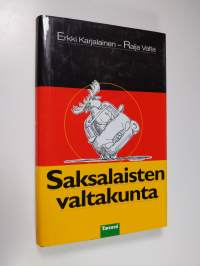 Erkki Karjalainen – Raija Valta
Saksalaisten
valtakunta
Tammi